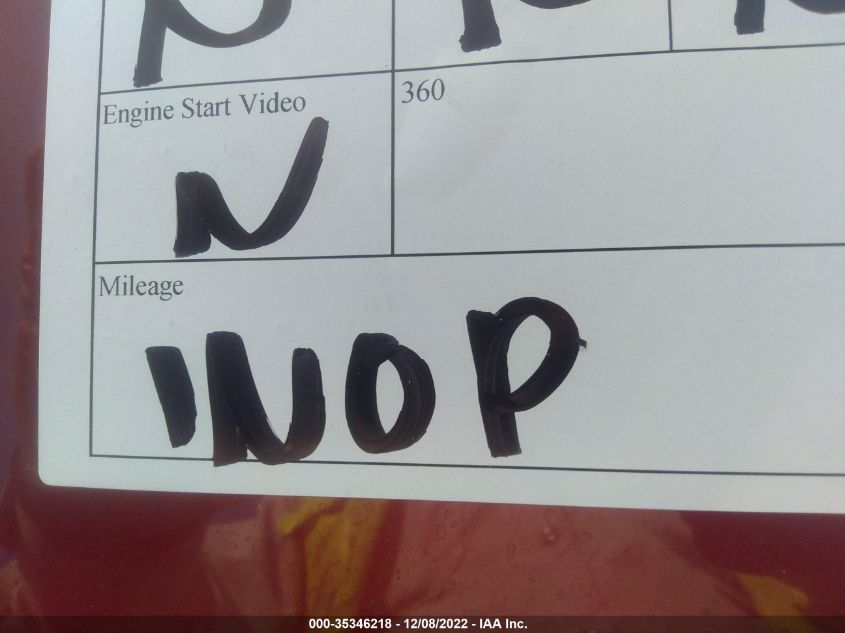 Engine Start Video
360
N
Mileage
INOP
000-35346218 - 12/08/2022 - IAA Inc.